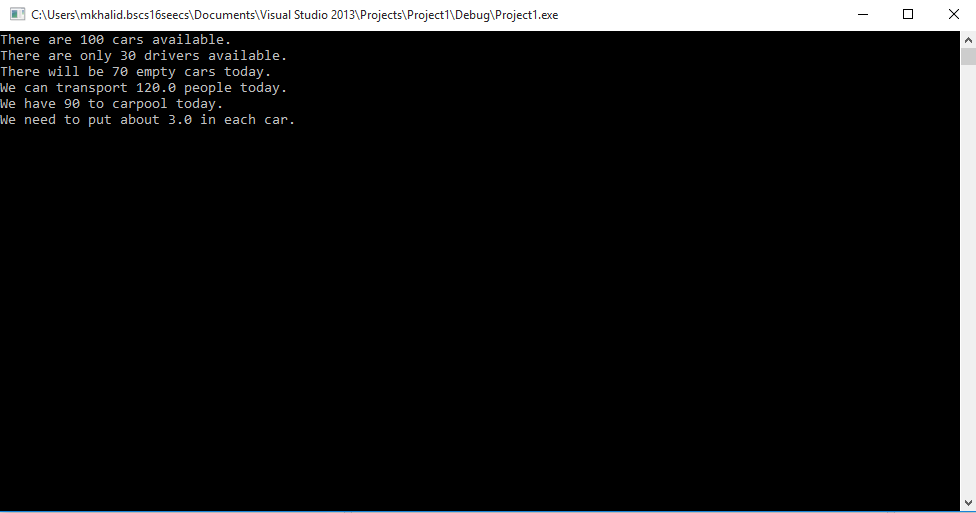 C:\Users\mkhalid.bscs16seecs\Documents\Visual Studio 2013\Projects\Project1\Debug\Project1.exe
There are 100 cars available.
There are only 30 drivers available.
There will be 70 empty cars today.
We can transport 120.0 people today.
We have 90 to carpool today.
We need to put about 3.0 in each car.